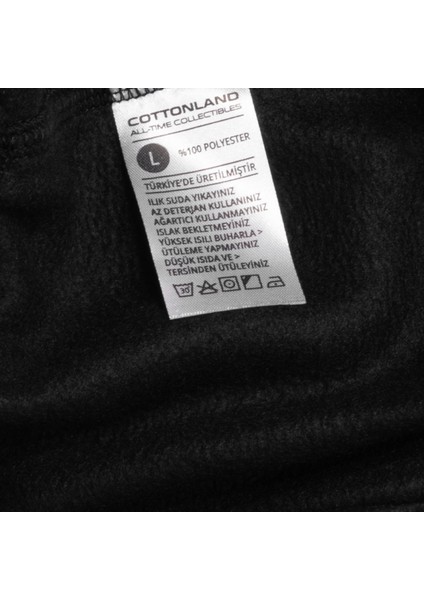 COTTONLAND
ALL-TIME COLLECTIBLES
L %100 POLYESTER
TÜRKİYE'DE ÜRETİLMİŞTİR
ILIK SUDA YIKAYINIZ
AZ DETERJAN KULLANINIZ
AĞARTICI KULLANMAYINIZ
ISLAK BEKLETMEYİNİZ
YÜKSEK ISILI BUHARLA >
ÜTÜLEME YAPMAYINIZ
DÜŞÜK ISIDA VE >
TERSİNDEN ÜTÜLEYİNİZ
30